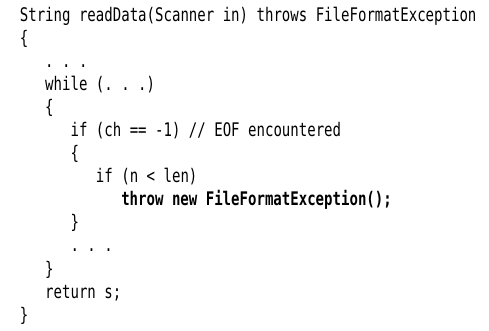 String readData(Scanner in) throws FileFormatException
{
   . . .
   while (. . .)
   {
      if (ch == -1) // EOF encountered
      {
         if (n < len)
            throw new FileFormatException();
      }
      . . .
   }
   return s;
}